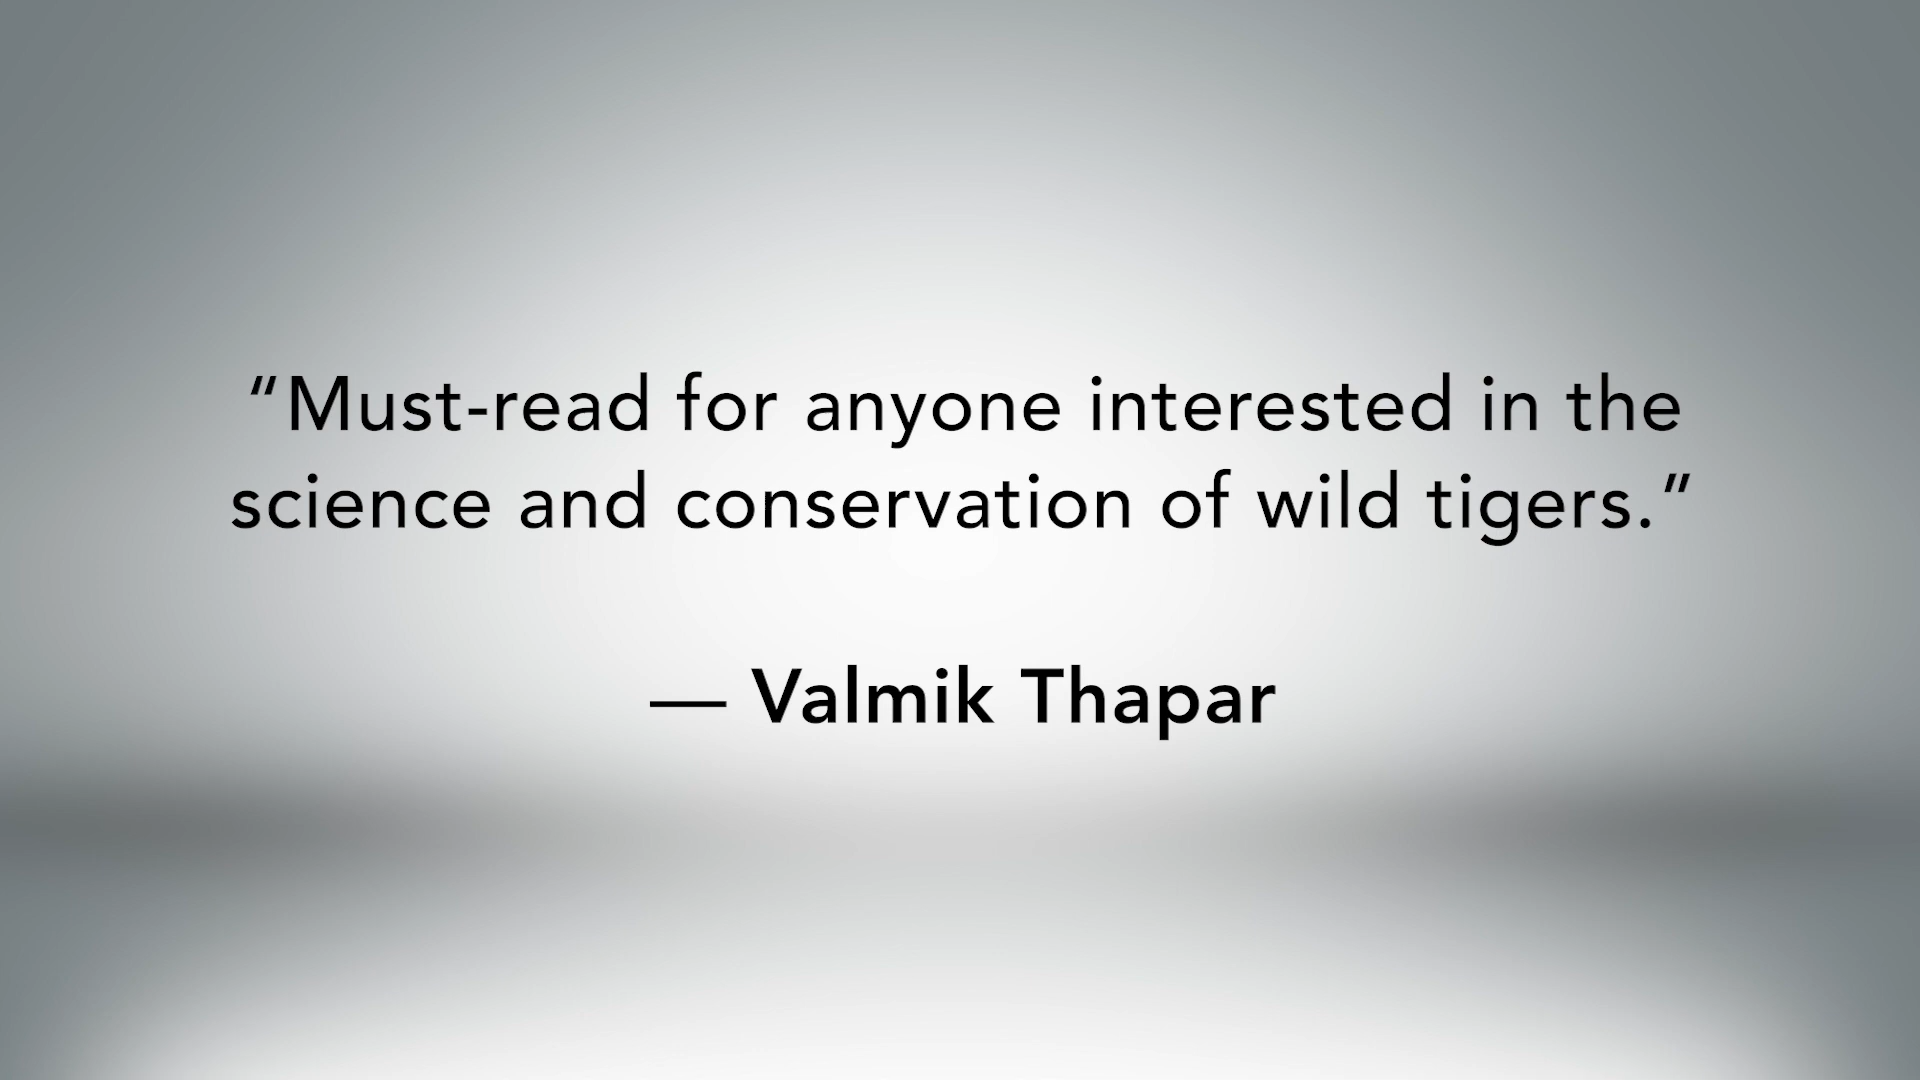 “Must-read for anyone interested in the
science and conservation of wild tigers.”
— Valmik Thapar